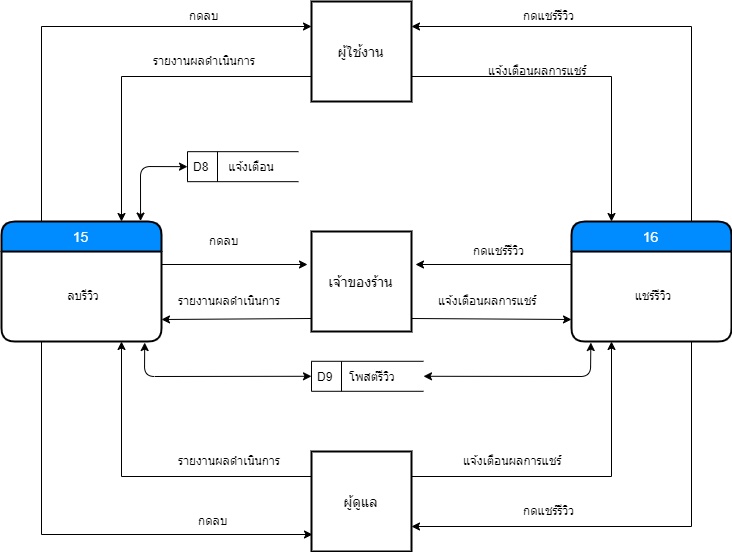 กดลบ
กดแชร์รีวิว
ผู้ใช้งาน
รายงานผลดำเนินการ
แจ้งเตือนผลการแชร์
D8 แจ้งเตือน
15
16
กดลบ
กดแชร์รีวิว
ลบรีวิว
เจ้าของร้าน
แชร์รีวิว
รายงานผลดำเนินการ
แจ้งเตือนผลการแชร์
D9 โพสต์รีวิว
รายงานผลดำเนินการ
แจ้งเตือนผลการแชร์
ผู้ดูแล
กดลบ
กดแชร์รีวิว